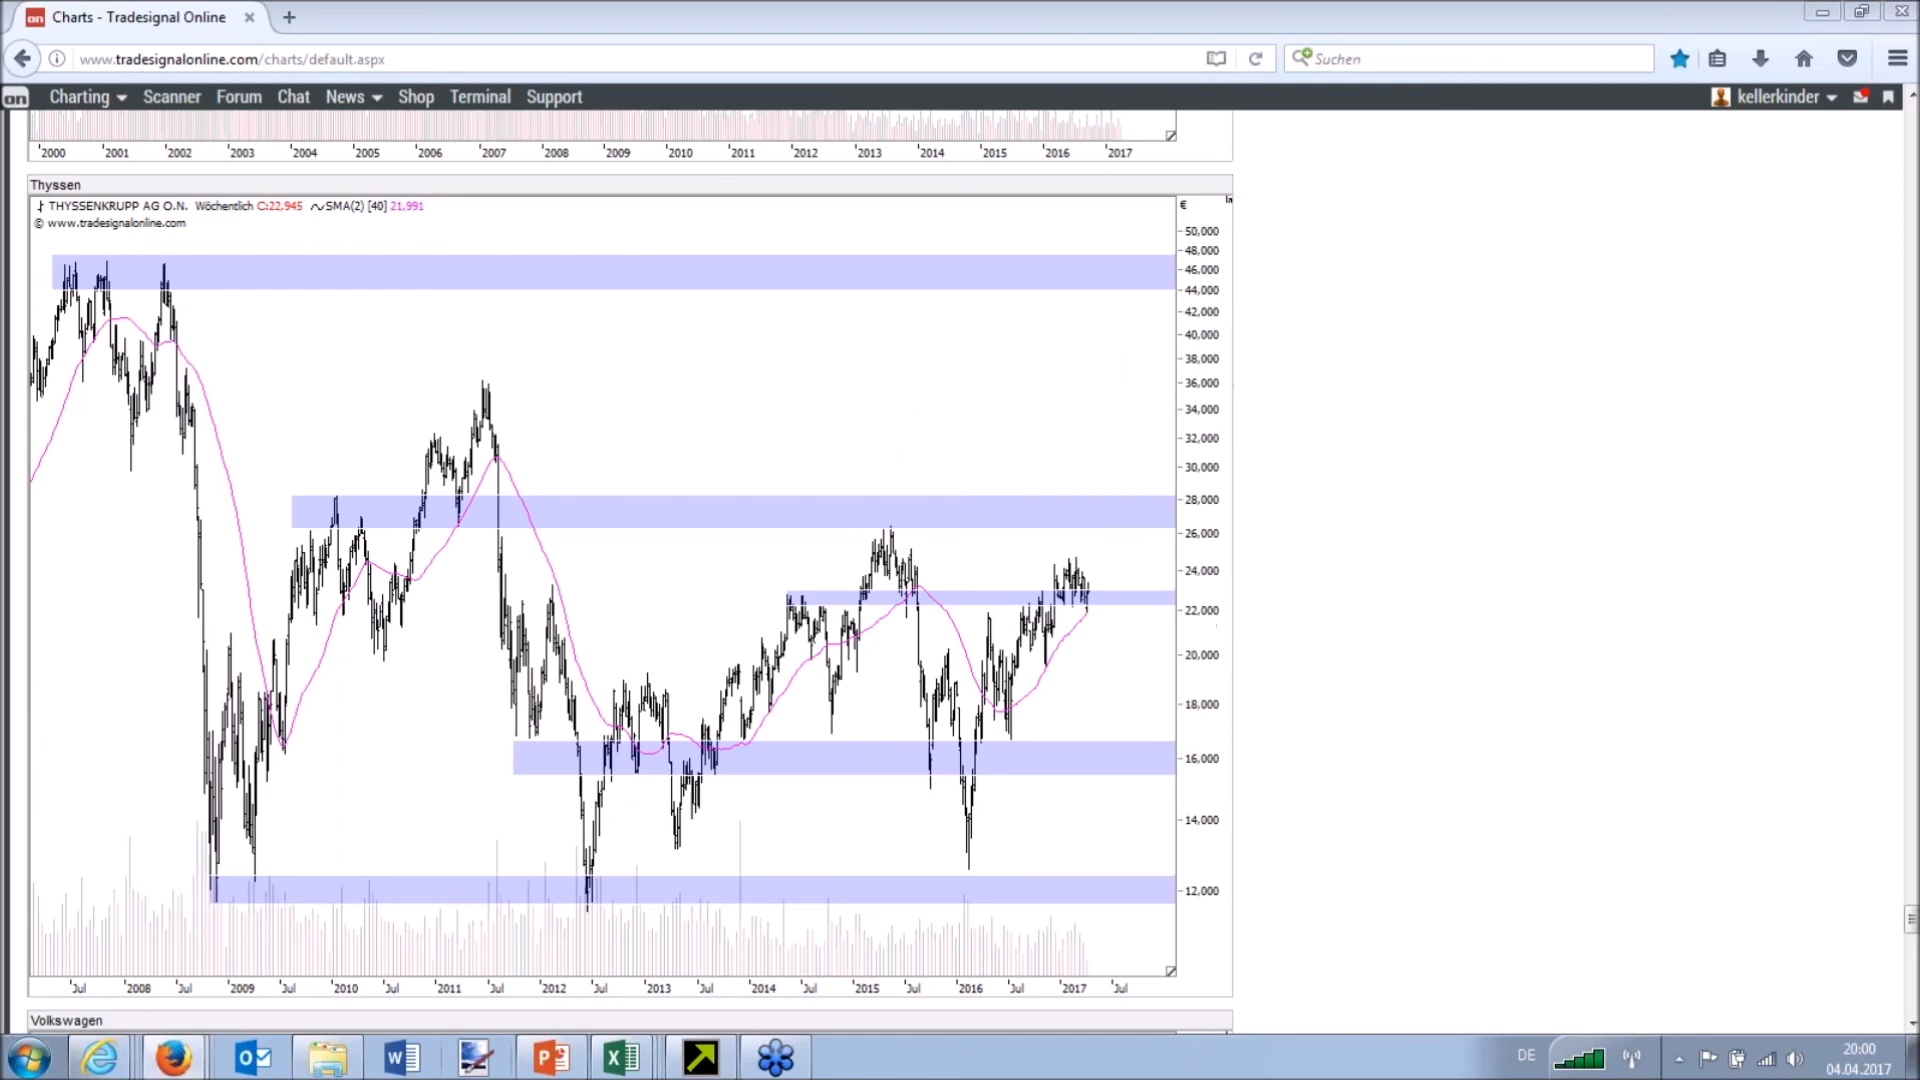 on Charts - Tradesignal Online
www.tradesignalonline.com/charts/default.aspx
Suchen
on Charting Scanner Forum Chat News Shop Terminal Support kellerkinder
2000 2001 2002 2003 2004 2005 2006 2007 2008 2009 2010 2011 2012 2013 2014 2015 2016 2017
Thyssen
THYSSENKRUPP AG O.N. Wöchentlich C:22,945 SMA(2) [40] 21,991
© www.tradesignalonline.com
€
50,000
48,000
46,000
44,000
42,000
40,000
38,000
36,000
34,000
32,000
30,000
28,000
26,000
24,000
22,000
20,000
18,000
16,000
14,000
12,000
Jul 2008 Jul 2009 Jul 2010 Jul 2011 Jul 2012 Jul 2013 Jul 2014 Jul 2015 Jul 2016 Jul 2017 Jul
Volkswagen
DE
20:00
04.04.2017